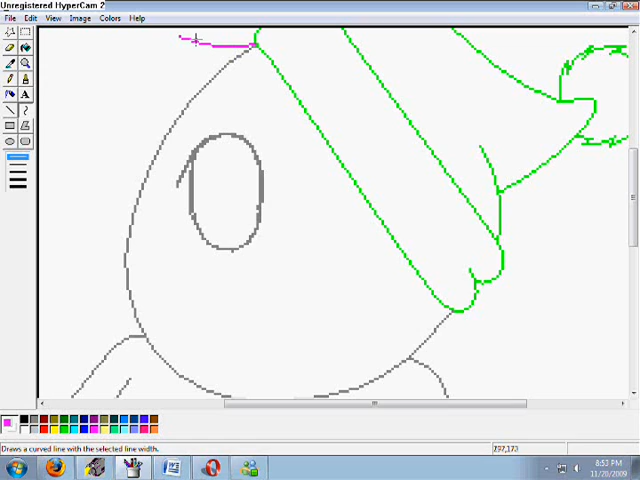 Unregistered HyperCam 2
File Edit View Image Colors Help
A
Draws a curved line with the selected line width.
8:53 PM
11/20/2009